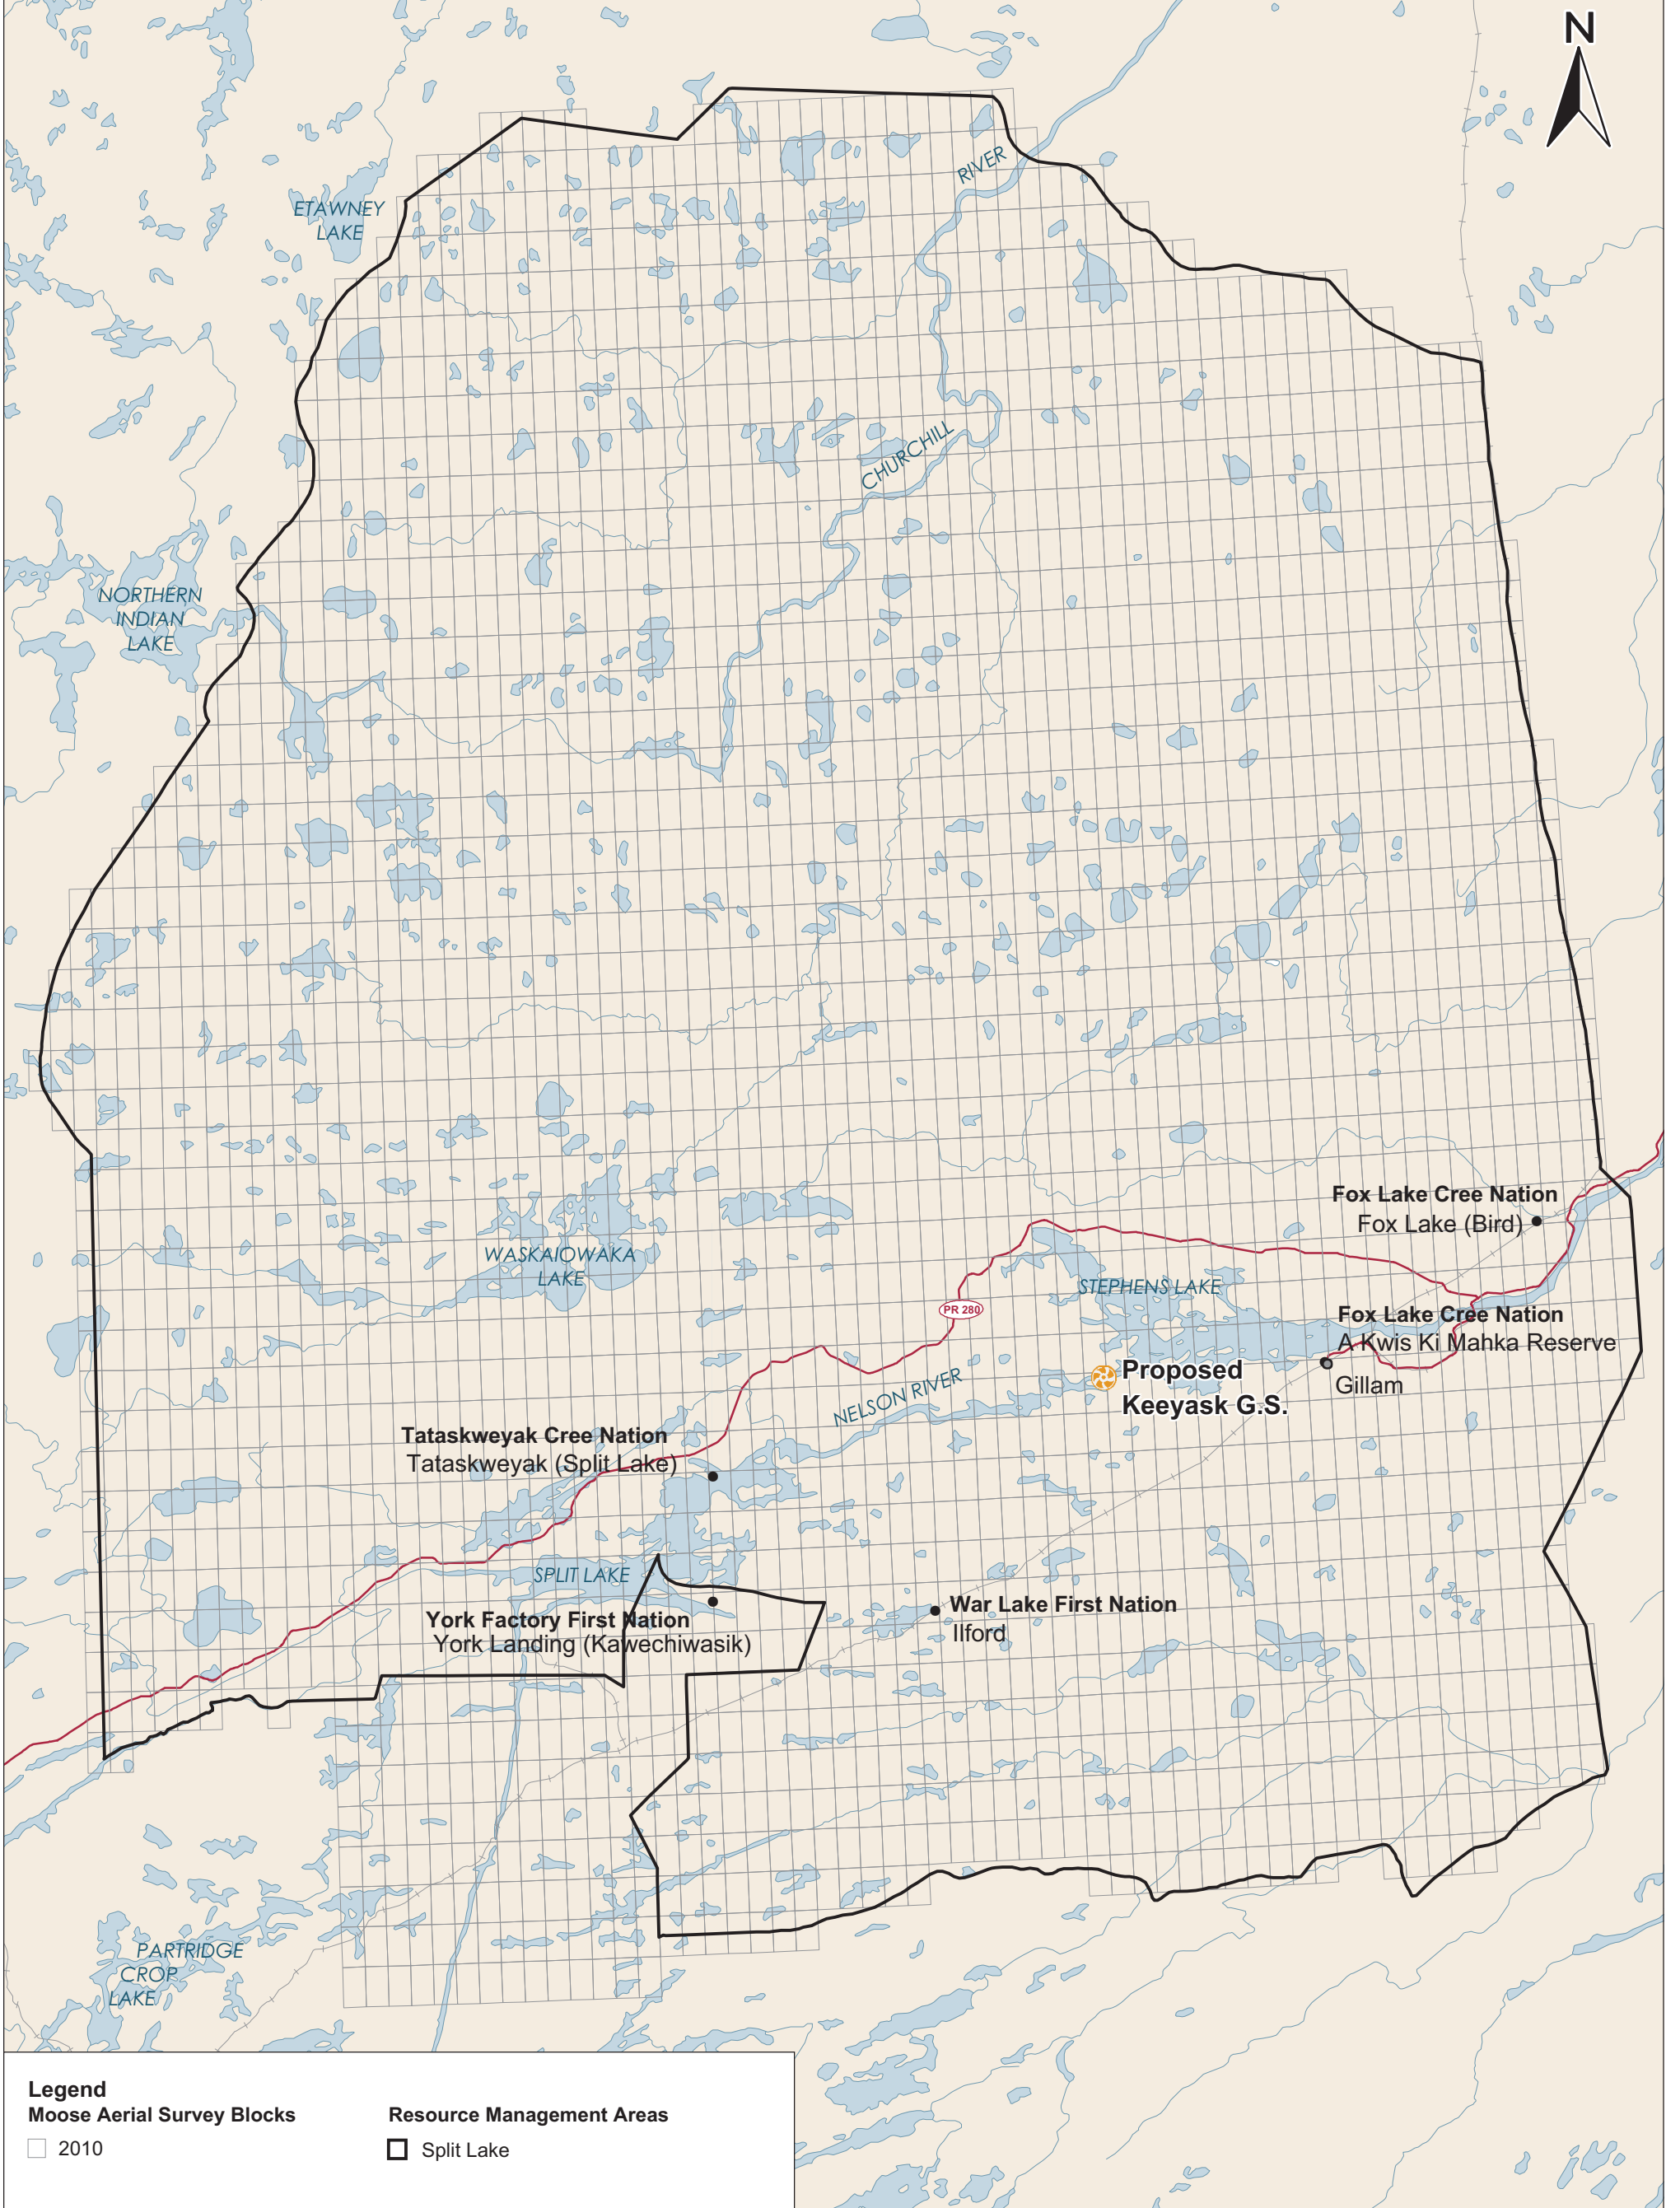 N
RIVER
ETAWNEY
LAKE
CHURCHILL
NORTHERN
INDIAN
LAKE
Fox Lake Cree Nation
Fox Lake (Bird)
WASKAIOWAKA
LAKE
STEPHENS LAKE
PR 280
Fox Lake Cree Nation
A Kwis Ki Mahka Reserve
Gillam
Proposed
Keeyask G.S.
NELSON RIVER
Tataskweyak Cree Nation
Tataskweyak (Split Lake)
SPLIT LAKE
York Factory First Nation
York Landing (Kawechiwasik)
War Lake First Nation
Ilford
PARTRIDGE
CROP
LAKE
Legend
Moose Aerial Survey Blocks
2010
Resource Management Areas
Split Lake